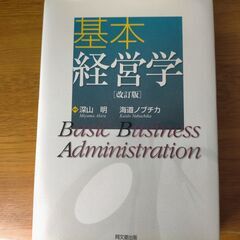 基本
経営学
[改訂版]
深山 明 海道ノブチカ
Miyama Akira Kaido Nobuchika
Basic Business
Administration
同文舘出版